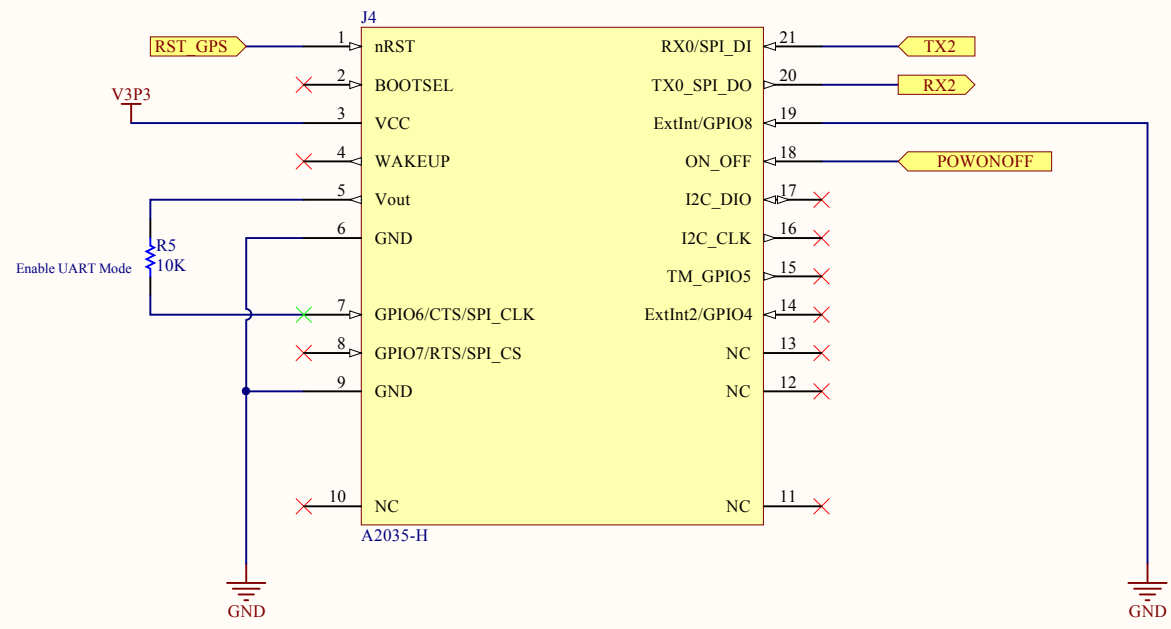 J4
RST_GPS 1 nRST RX0/SPI_DI 21 TX2
2 BOOTSEL TX0_SPI_DO 20 RX2
V3P3
3 VCC ExtInt/GPIO8 19
4 WAKEUP ON_OFF 18 POWONOFF
5 Vout I2C_DIO 17
6 GND I2C_CLK 16
R5
Enable UART Mode 10K
TM_GPIO5 15
7 GPIO6/CTS/SPI_CLK ExtInt2/GPIO4 14
8 GPIO7/RTS/SPI_CS NC 13
9 GND NC 12
10 NC NC 11
A2035-H
GND GND